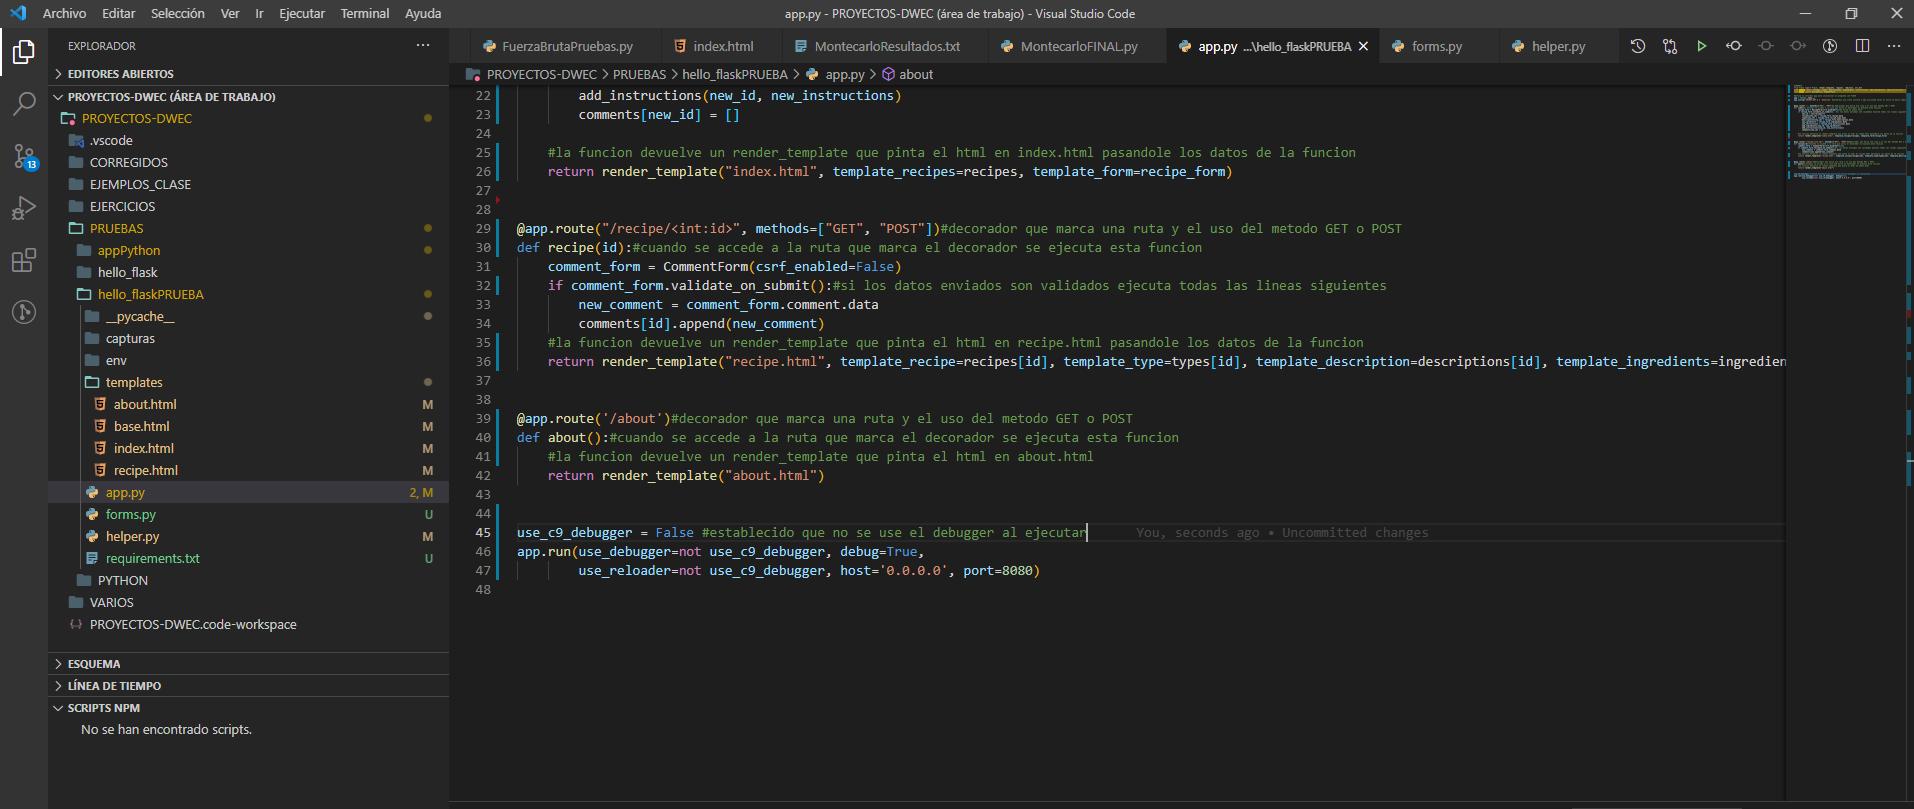 Archivo Editar Selección Ver Ir Ejecutar Terminal Ayuda
app.py - PROYECTOS-DWEC (área de trabajo) - Visual Studio Code
EXPLORADOR
FuerzaBrutaPruebas.py index.html MontecarloResultados.txt MontecarloFINAL.py app.py ...\hello_flaskPRUEBA forms.py helper.py
EDITORES ABIERTOS
PROYECTOS-DWEC (ÁREA DE TRABAJO)
PROYECTOS-DWEC
.vscode
CORREGIDOS
EJEMPLOS_CLASE
EJERCICIOS
PRUEBAS
appPython
hello_flask
hello_flaskPRUEBA
__pycache__
capturas
env
templates
about.html M
base.html M
index.html M
recipe.html M
app.py 2, M
forms.py U
helper.py M
requirements.txt U
PYTHON
VARIOS
PROYECTOS-DWEC.code-workspace
ESQUEMA
LÍNEA DE TIEMPO
SCRIPTS NPM
No se han encontrado scripts.
13
PROYECTOS-DWEC > PRUEBAS > hello_flaskPRUEBA > app.py > about
22 add_instructions(new_id, new_instructions)
23 comments[new_id] = []
24
25 #la funcion devuelve un render_template que pinta el html en index.html pasandole los datos de la funcion
26 return render_template("index.html", template_recipes=recipes, template_form=recipe_form)
27
28
29 @app.route("/recipe/<int:id>", methods=["GET", "POST"])#decorador que marca una ruta y el uso del metodo GET o POST
30 def recipe(id):#cuando se accede a la ruta que marca el decorador se ejecuta esta funcion
31 comment_form = CommentForm(csrf_enabled=False)
32 if comment_form.validate_on_submit():#si los datos enviados son validados ejecuta todas las lineas siguientes
33 new_comment = comment_form.comment.data
34 comments[id].append(new_comment)
35 #la funcion devuelve un render_template que pinta el html en recipe.html pasandole los datos de la funcion
36 return render_template("recipe.html", template_recipe=recipes[id], template_type=types[id], template_description=descriptions[id], template_ingredients=ingredien
37
38
39 @app.route('/about')#decorador que marca una ruta y el uso del metodo GET o POST
40 def about():#cuando se accede a la ruta que marca el decorador se ejecuta esta funcion
41 #la funcion devuelve un render_template que pinta el html en about.html
42 return render_template("about.html")
43
44
45 use_c9_debugger = False #establecido que no se use el debugger al ejecutar You, seconds ago • Uncommitted changes
46 app.run(use_debugger=not use_c9_debugger, debug=True,
47 use_reloader=not use_c9_debugger, host='0.0.0.0', port=8080)
48